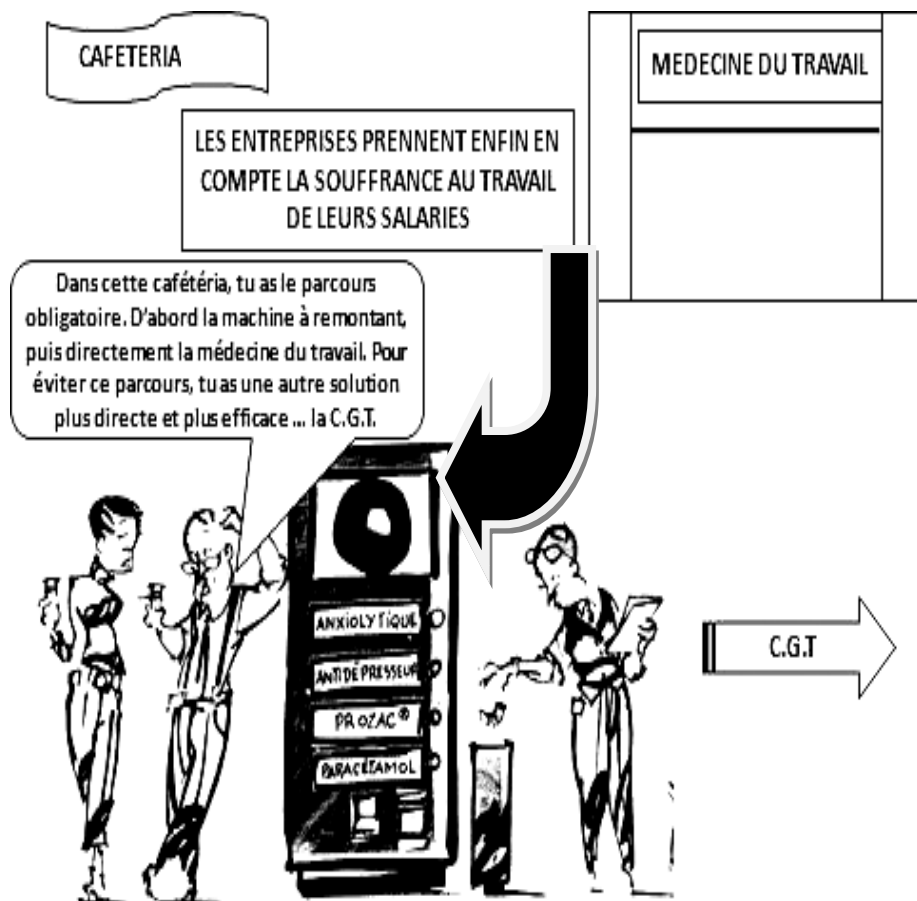 CAFETERIA
MEDECINE DU TRAVAIL
LES ENTREPRISES PRENNENT ENFIN EN
COMPTE LA SOUFFRANCE AU TRAVAIL
DE LEURS SALARIES
Dans cette cafétéria, tu as le parcours
obligatoire. D'abord la machine à remontant,
puis directement la médecine du travail. Pour
éviter ce parcours, tu as une autre solution
plus directe et plus efficace ... la C.G.T.
ANXIOLYTIQUE
ANTIDÉPRESSEUR
PROZAC®
PARACÉTAMOL
C.G.T